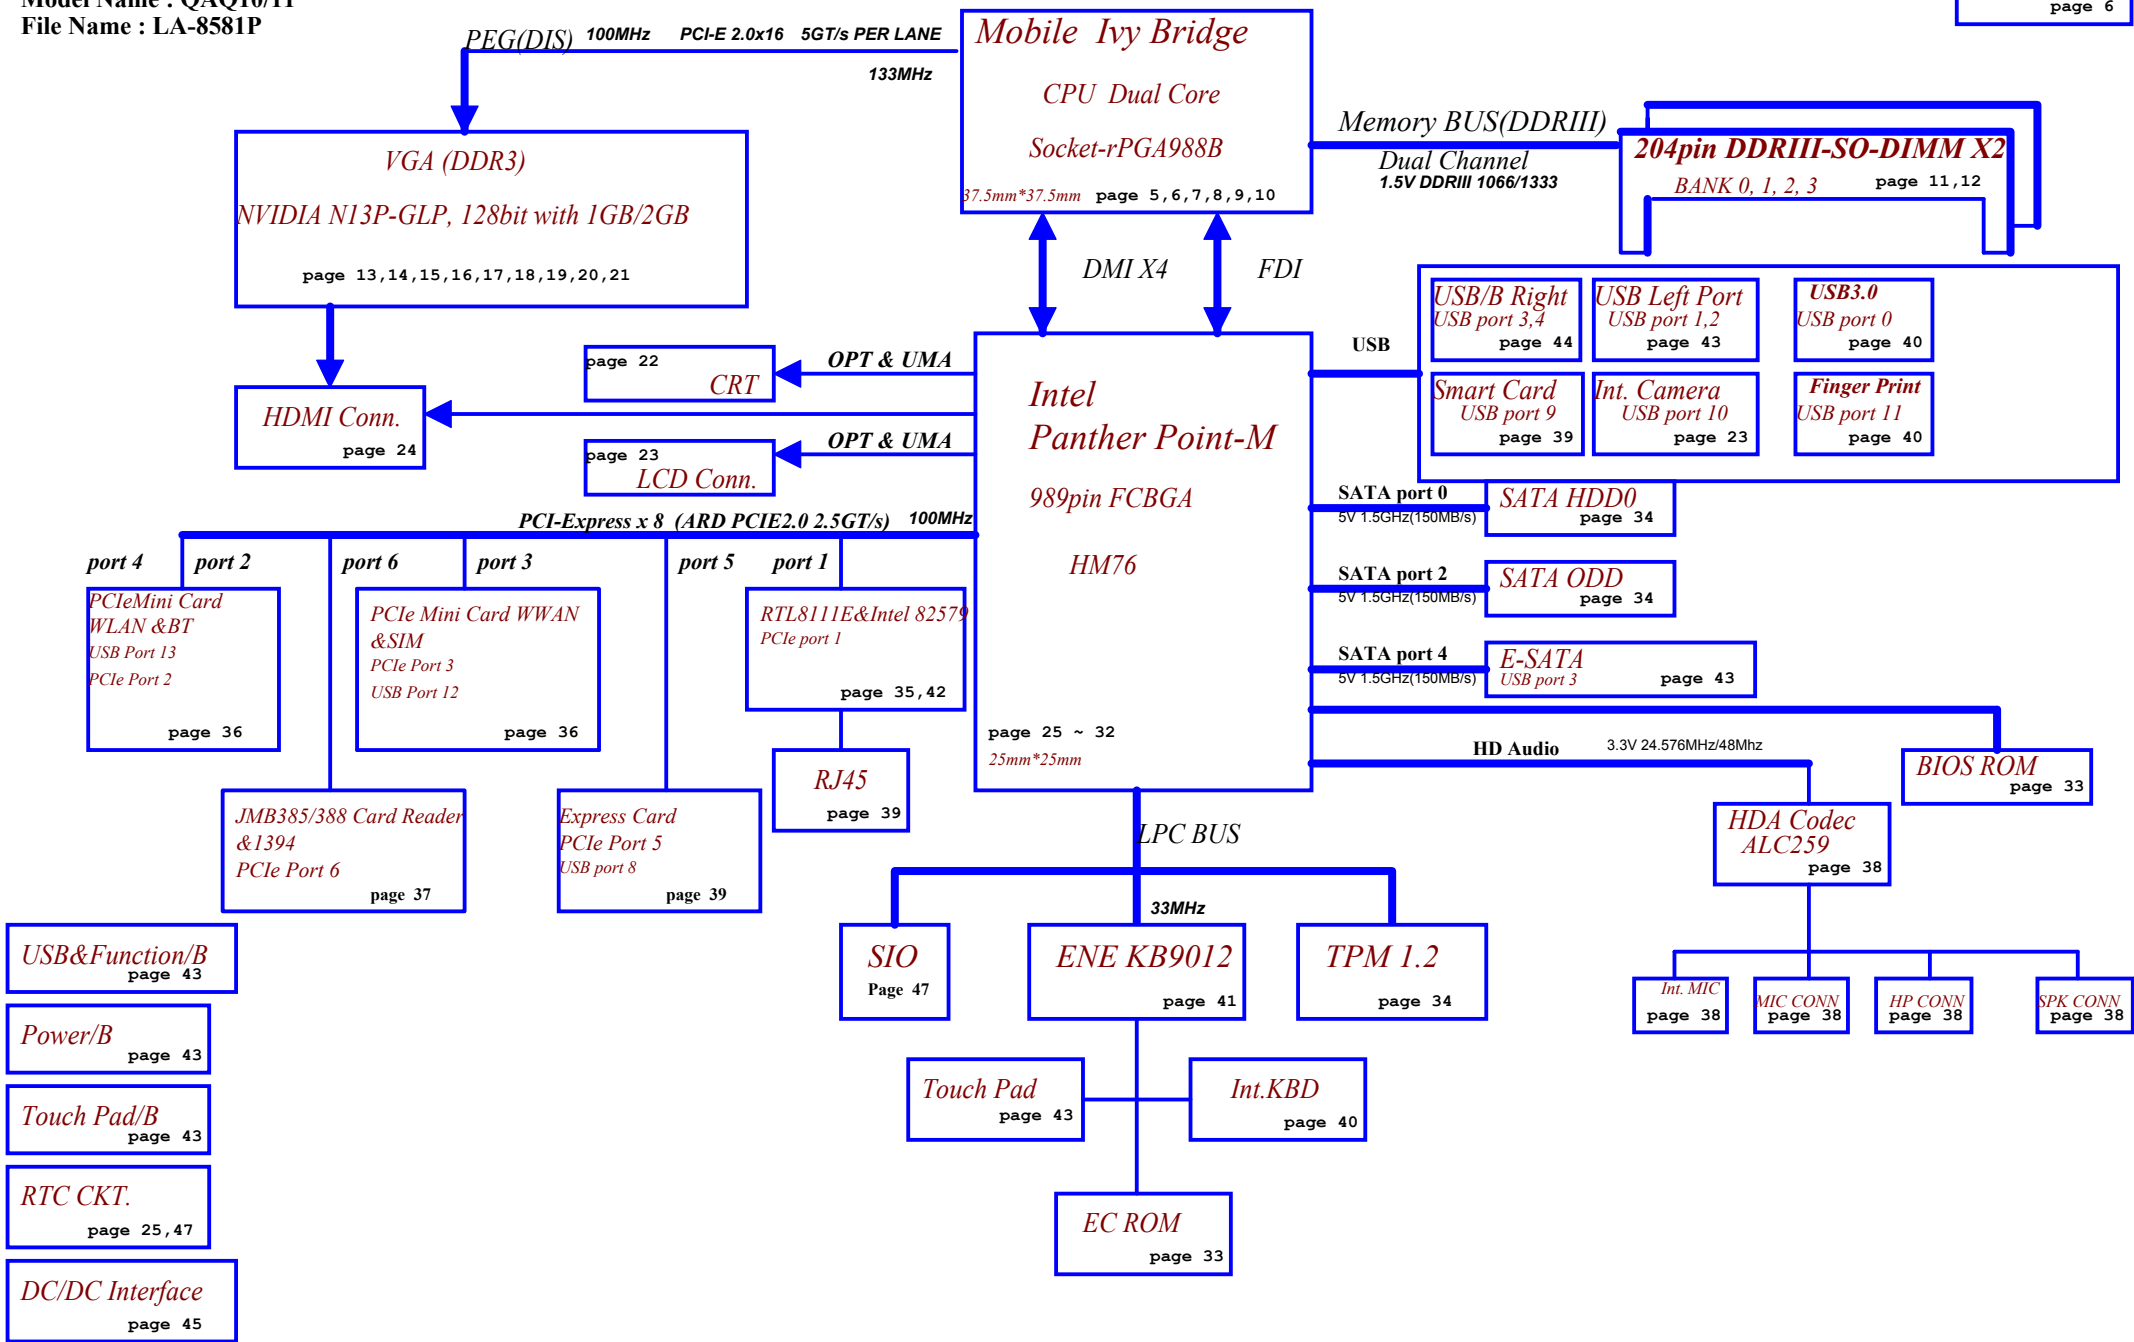 Model Name : QAQ10/11
File Name : LA-8581P
page 6
PEG(DIS) 100MHz PCI-E 2.0x16 5GT/s PER LANE
133MHz
Mobile Ivy Bridge
CPU Dual Core
Socket-rPGA988B
37.5mm*37.5mm page 5,6,7,8,9,10
Memory BUS(DDRIII)
Dual Channel
1.5V DDRIII 1066/1333
204pin DDRIII-SO-DIMM X2
BANK 0, 1, 2, 3 page 11,12
VGA (DDR3)
NVIDIA N13P-GLP, 128bit with 1GB/2GB
page 13,14,15,16,17,18,19,20,21
DMI X4
FDI
USB
USB/B Right
USB port 3,4
page 44
USB Left Port
USB port 1,2
page 43
USB3.0
USB port 0
page 40
Smart Card
USB port 9
page 39
Int. Camera
USB port 10
page 23
Finger Print
USB port 11
page 40
page 22
CRT
OPT & UMA
HDMI Conn.
page 24
OPT & UMA
page 23
LCD Conn.
Intel
Panther Point-M
989pin FCBGA
HM76
page 25 ~ 32
25mm*25mm
SATA port 0
5V 1.5GHz(150MB/s)
SATA HDD0
page 34
SATA port 2
5V 1.5GHz(150MB/s)
SATA ODD
page 34
SATA port 4
5V 1.5GHz(150MB/s)
E-SATA
USB port 3 page 43
PCI-Express x 8 (ARD PCIE2.0 2.5GT/s) 100MHz
port 4 port 2 port 6 port 3 port 5 port 1
PCIeMini Card
WLAN &BT
USB Port 13
PCIe Port 2
page 36
PCIe Mini Card WWAN
&SIM
PCIe Port 3
USB Port 12
page 36
RTL8111E&Intel 82579
PCIe port 1
page 35,42
RJ45
page 39
JMB385/388 Card Reader
&1394
PCIe Port 6
page 37
Express Card
PCIe Port 5
USB port 8
page 39
HD Audio 3.3V 24.576MHz/48Mhz
BIOS ROM
page 33
HDA Codec
ALC259
page 38
LPC BUS
33MHz
SIO
Page 47
ENE KB9012
page 41
TPM 1.2
page 34
Int. MIC
page 38
MIC CONN
page 38
HP CONN
page 38
SPK CONN
page 38
Touch Pad
page 43
Int.KBD
page 40
EC ROM
page 33
USB&Function/B
page 43
Power/B
page 43
Touch Pad/B
page 43
RTC CKT.
page 25,47
DC/DC Interface
page 45